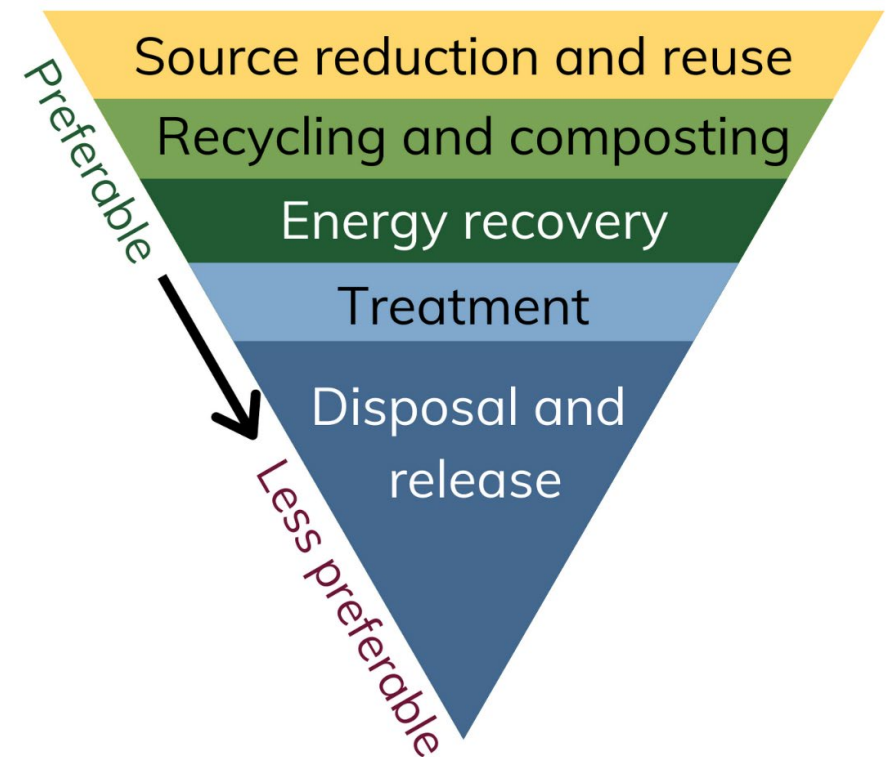 Source reduction and reuse
Recycling and composting
Energy recovery
Treatment
Disposal and
release
Preferable
Less preferable